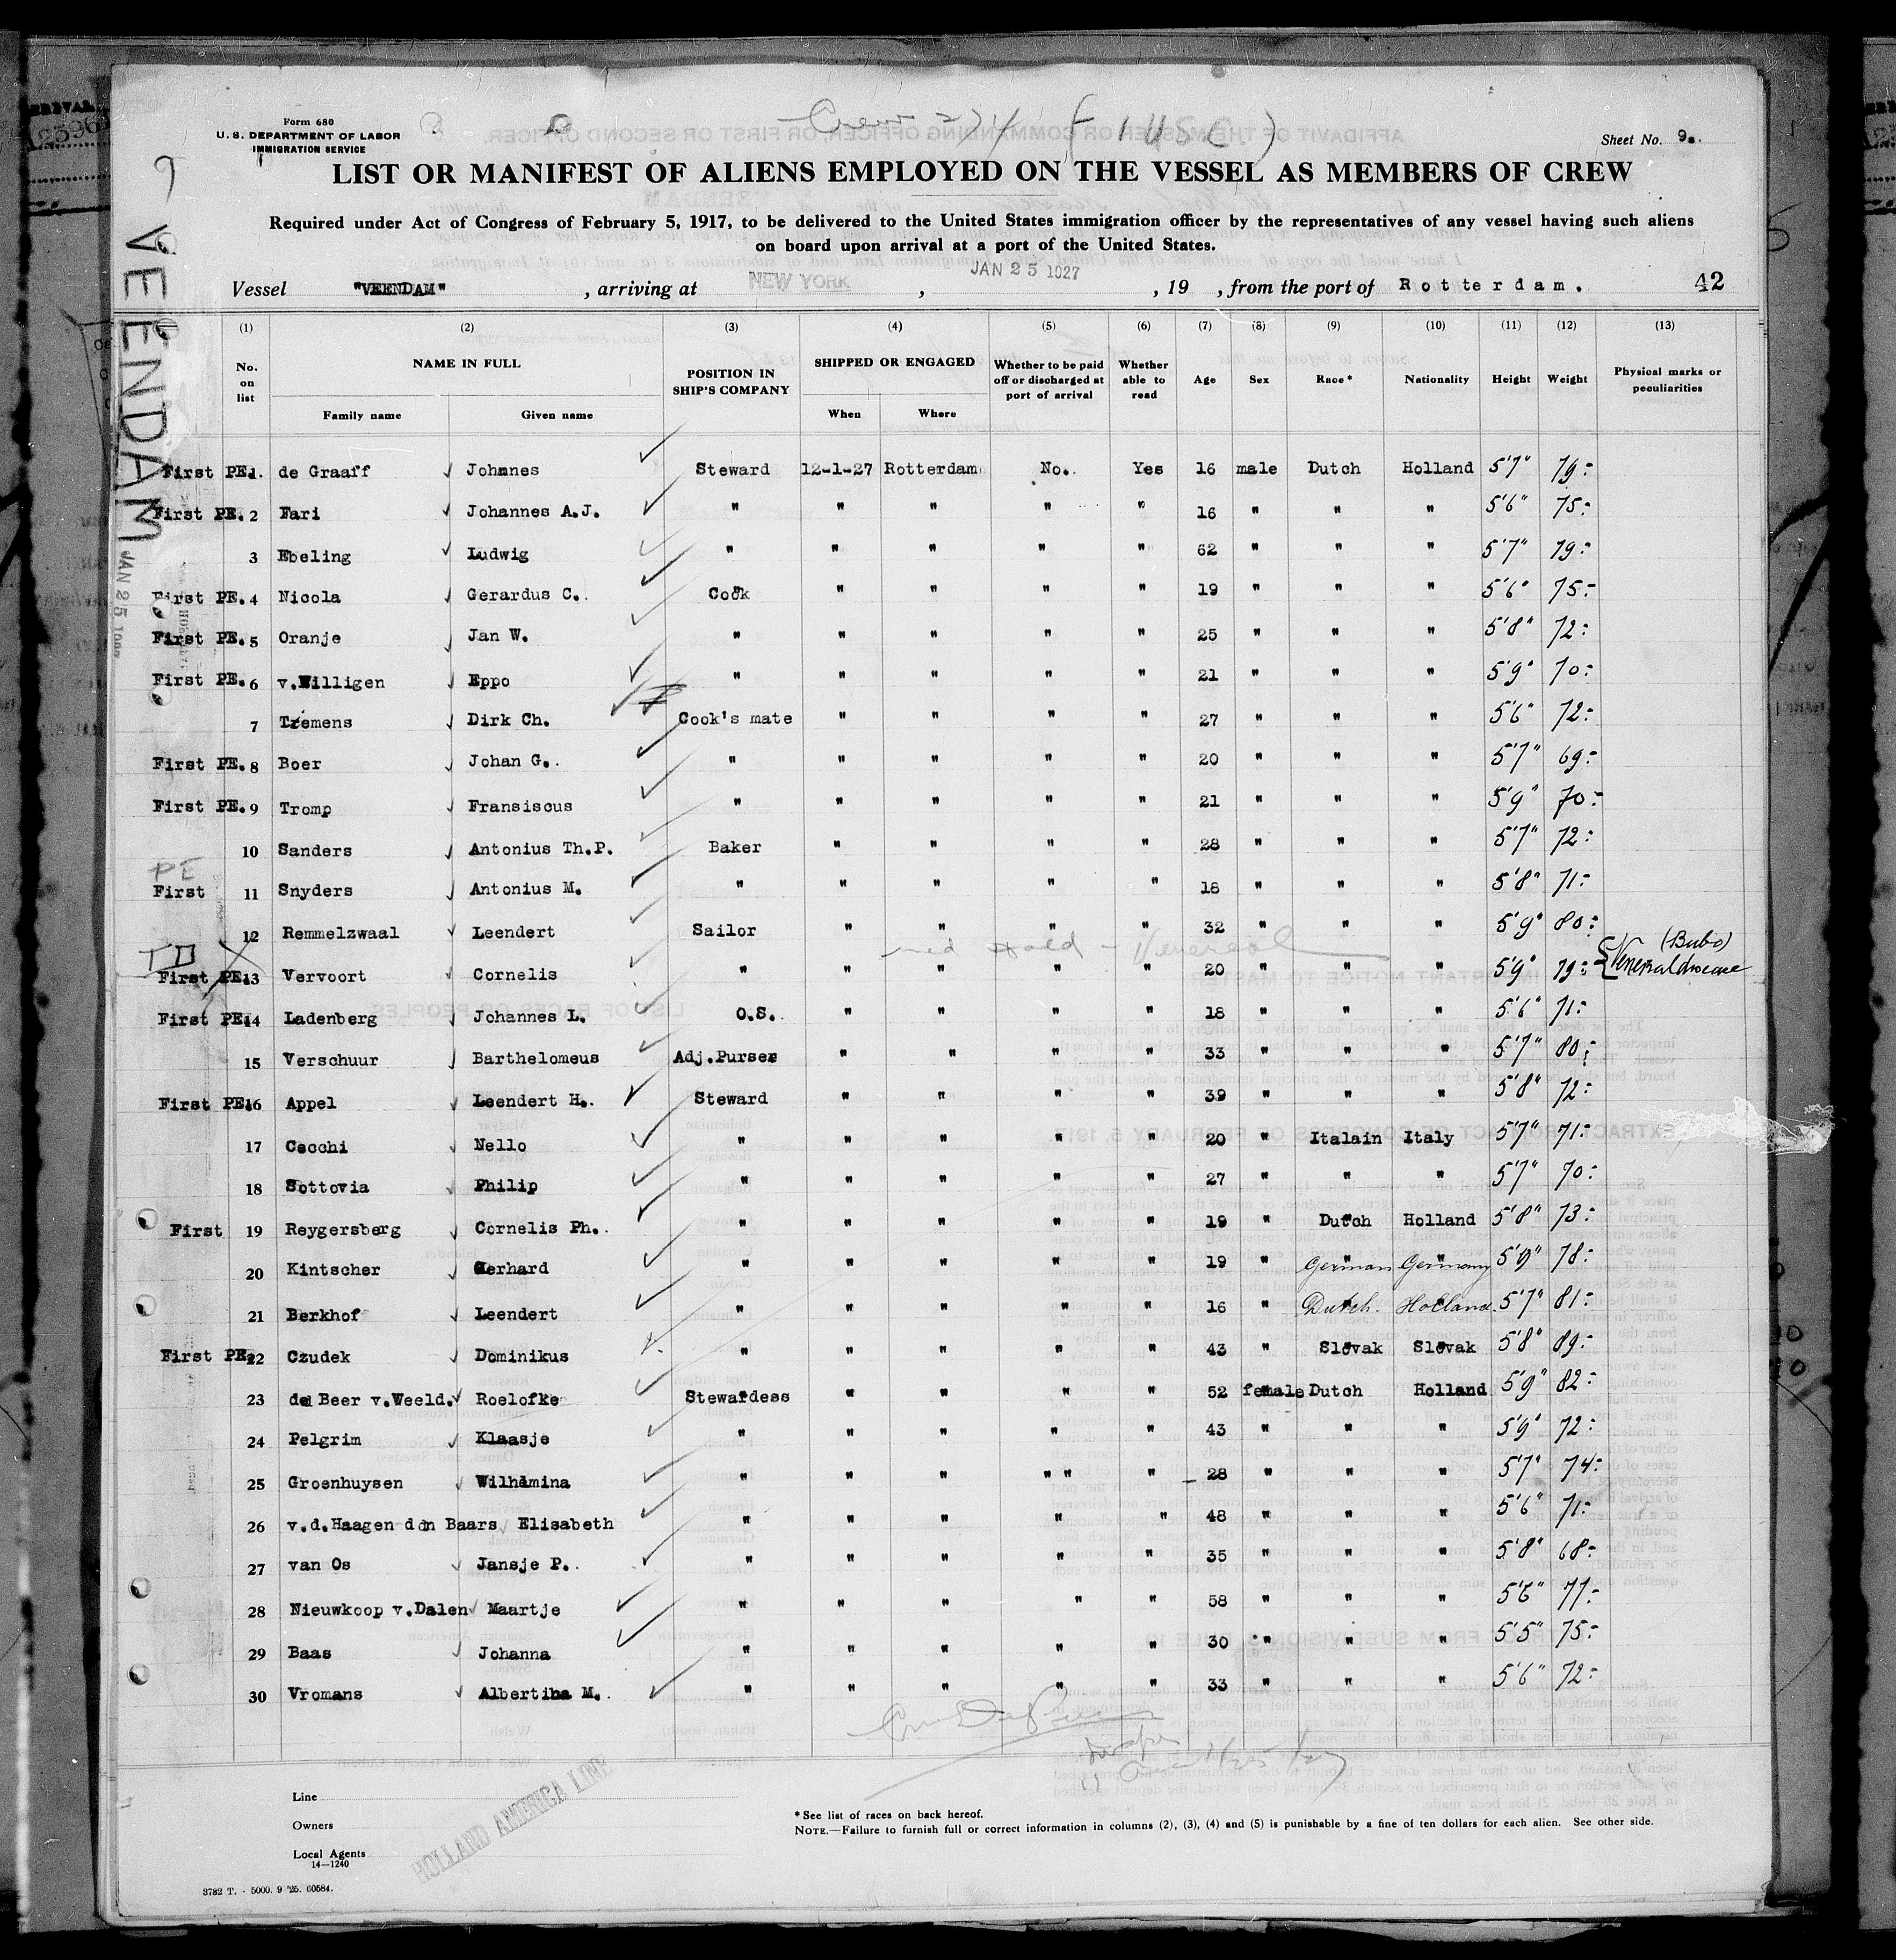 Form 680
U. S. DEPARTMENT OF LABOR
IMMIGRATION SERVICE
Crew 274 (1 USC)
Sheet No. 9.
9
VEENDAM
JAN 25
LIST OR MANIFEST OF ALIENS EMPLOYED ON THE VESSEL AS MEMBERS OF CREW
Required under Act of Congress of February 5, 1917, to be delivered to the United States immigration officer by the representatives of any vessel having such aliens
on board upon arrival at a port of the United States.
Vessel "VEENDAM", arriving at NEW YORK, JAN 25 1927, 19 , from the port of Rotterdam. 42
(1) (2) (3) (4) (5) (6) (7) (8) (9) (10) (11) (12) (13)
No. on list NAME IN FULL POSITION IN SHIP'S COMPANY SHIPPED OR ENGAGED Whether to be paid off or discharged at port of arrival Whether able to read Age Sex Race* Nationality Height Weight Physical marks or peculiarities
Family name Given name When Where
First PE. 1. de Graaff Johnnes Steward 12-1-27 Rotterdam No. Yes 16 male Dutch Holland 5'7" 79:
First PE. 2 Fari Johannes A.J. " " " " " 16 " " " 5'6" 75:
3 Ebeling Ludwig " " " " " 62 " " " 5'7" 79:
First PE. 4 Nicola Gerardus C. Cook " " " " 19 " " " 5'6" 75:
First PE. 5 Oranje Jan W. " " " " " 25 " " " 5'8" 72:
First PE. 6 v.Willigen Eppo " " " " " 21 " " " 5'9" 70:
7 Tremens Dirk Ch. Cook's mate " " " " 27 " " " 5'6" 72:
First PE. 8 Boer Johan G. " " " " " 20 " " " 5'7" 69:
First PE. 9 Tromp Fransiscus " " " " " 21 " " " 5'9" 70:
10 Sanders Antonius Th.P. Baker " " " " 28 " " " 5'7" 72:
PE
First 11 Snyders Antonius M. " " " " " 18 " " " 5'8" 71:
12 Remmelzwaal Leendert Sailor " " " " 32 " " " 5'9" 80:
TD X Hold - Venereal
First PE. 13 Vervoort Cornelis " " " " " 20 " " " 5'9" 79: (Bubo) Veneral disease
First PE. 14 Ladenberg Johannes L. O.S. " " " " 18 " " " 5'6" 71:
15 Verschuur Barthelomeus Adj.Purser " " " " 33 " " " 5'7" 80:
First PE. 16 Appel Leendert H. Steward " " " " 39 " " " 5'8" 72:
17 Cecchi Nello " " " " " 20 " Italain Italy 5'7" 71:
18 Sottovia Philip " " " " " 27 " " " 5'7" 70:
First 19 Reygersberg Cornelis Ph. " " " " " 19 " Dutch Holland 5'8" 73:
20 Kintscher Gerhard " " " " " 19 " German Germany 5'9" 78:
21 Berkhof Leendert " " " " " 16 " Dutch. Holland. 5'7" 81:
First PE. 22 Czudek Dominikus " " " " " 43 " Slovak Slovak 5'8" 89:
23 de Beer v.Weeld. Roelofke Stewardess " " " " 52 female Dutch Holland 5'9" 82:
24 Pelgrim Klaasje " " " " " 43 " " " 5'9" 72:
25 Groenhuysen Wilhelmina " " " " " " 28 " " " 5'7" 74:
26 v.d.Haagen den Baars Elisabeth " " " " " 48 " " " 5'6" 71:
27 van Os Jansje P. " " " " " 35 " " " 5'8" 68:
28 Nieuwkoop v.Dalen Maartje " " " " " 58 " " " 5'6" 77:
29 Baas Johanna " " " " " 30 " " " 5'5" 75:
30 Vromans Albertina M. " " " " " 33 " " " 5'6" 72:
1/25/27
Line
Owners
Local Agents
HOLLAND AMERICA LINE
14—1240
* See list of races on back hereof.
NOTE.—Failure to furnish full or correct information in columns (2), (3), (4) and (5) is punishable by a fine of ten dollars for each alien. See other side.
3782 T. - 5000. 9 '25. 60584.